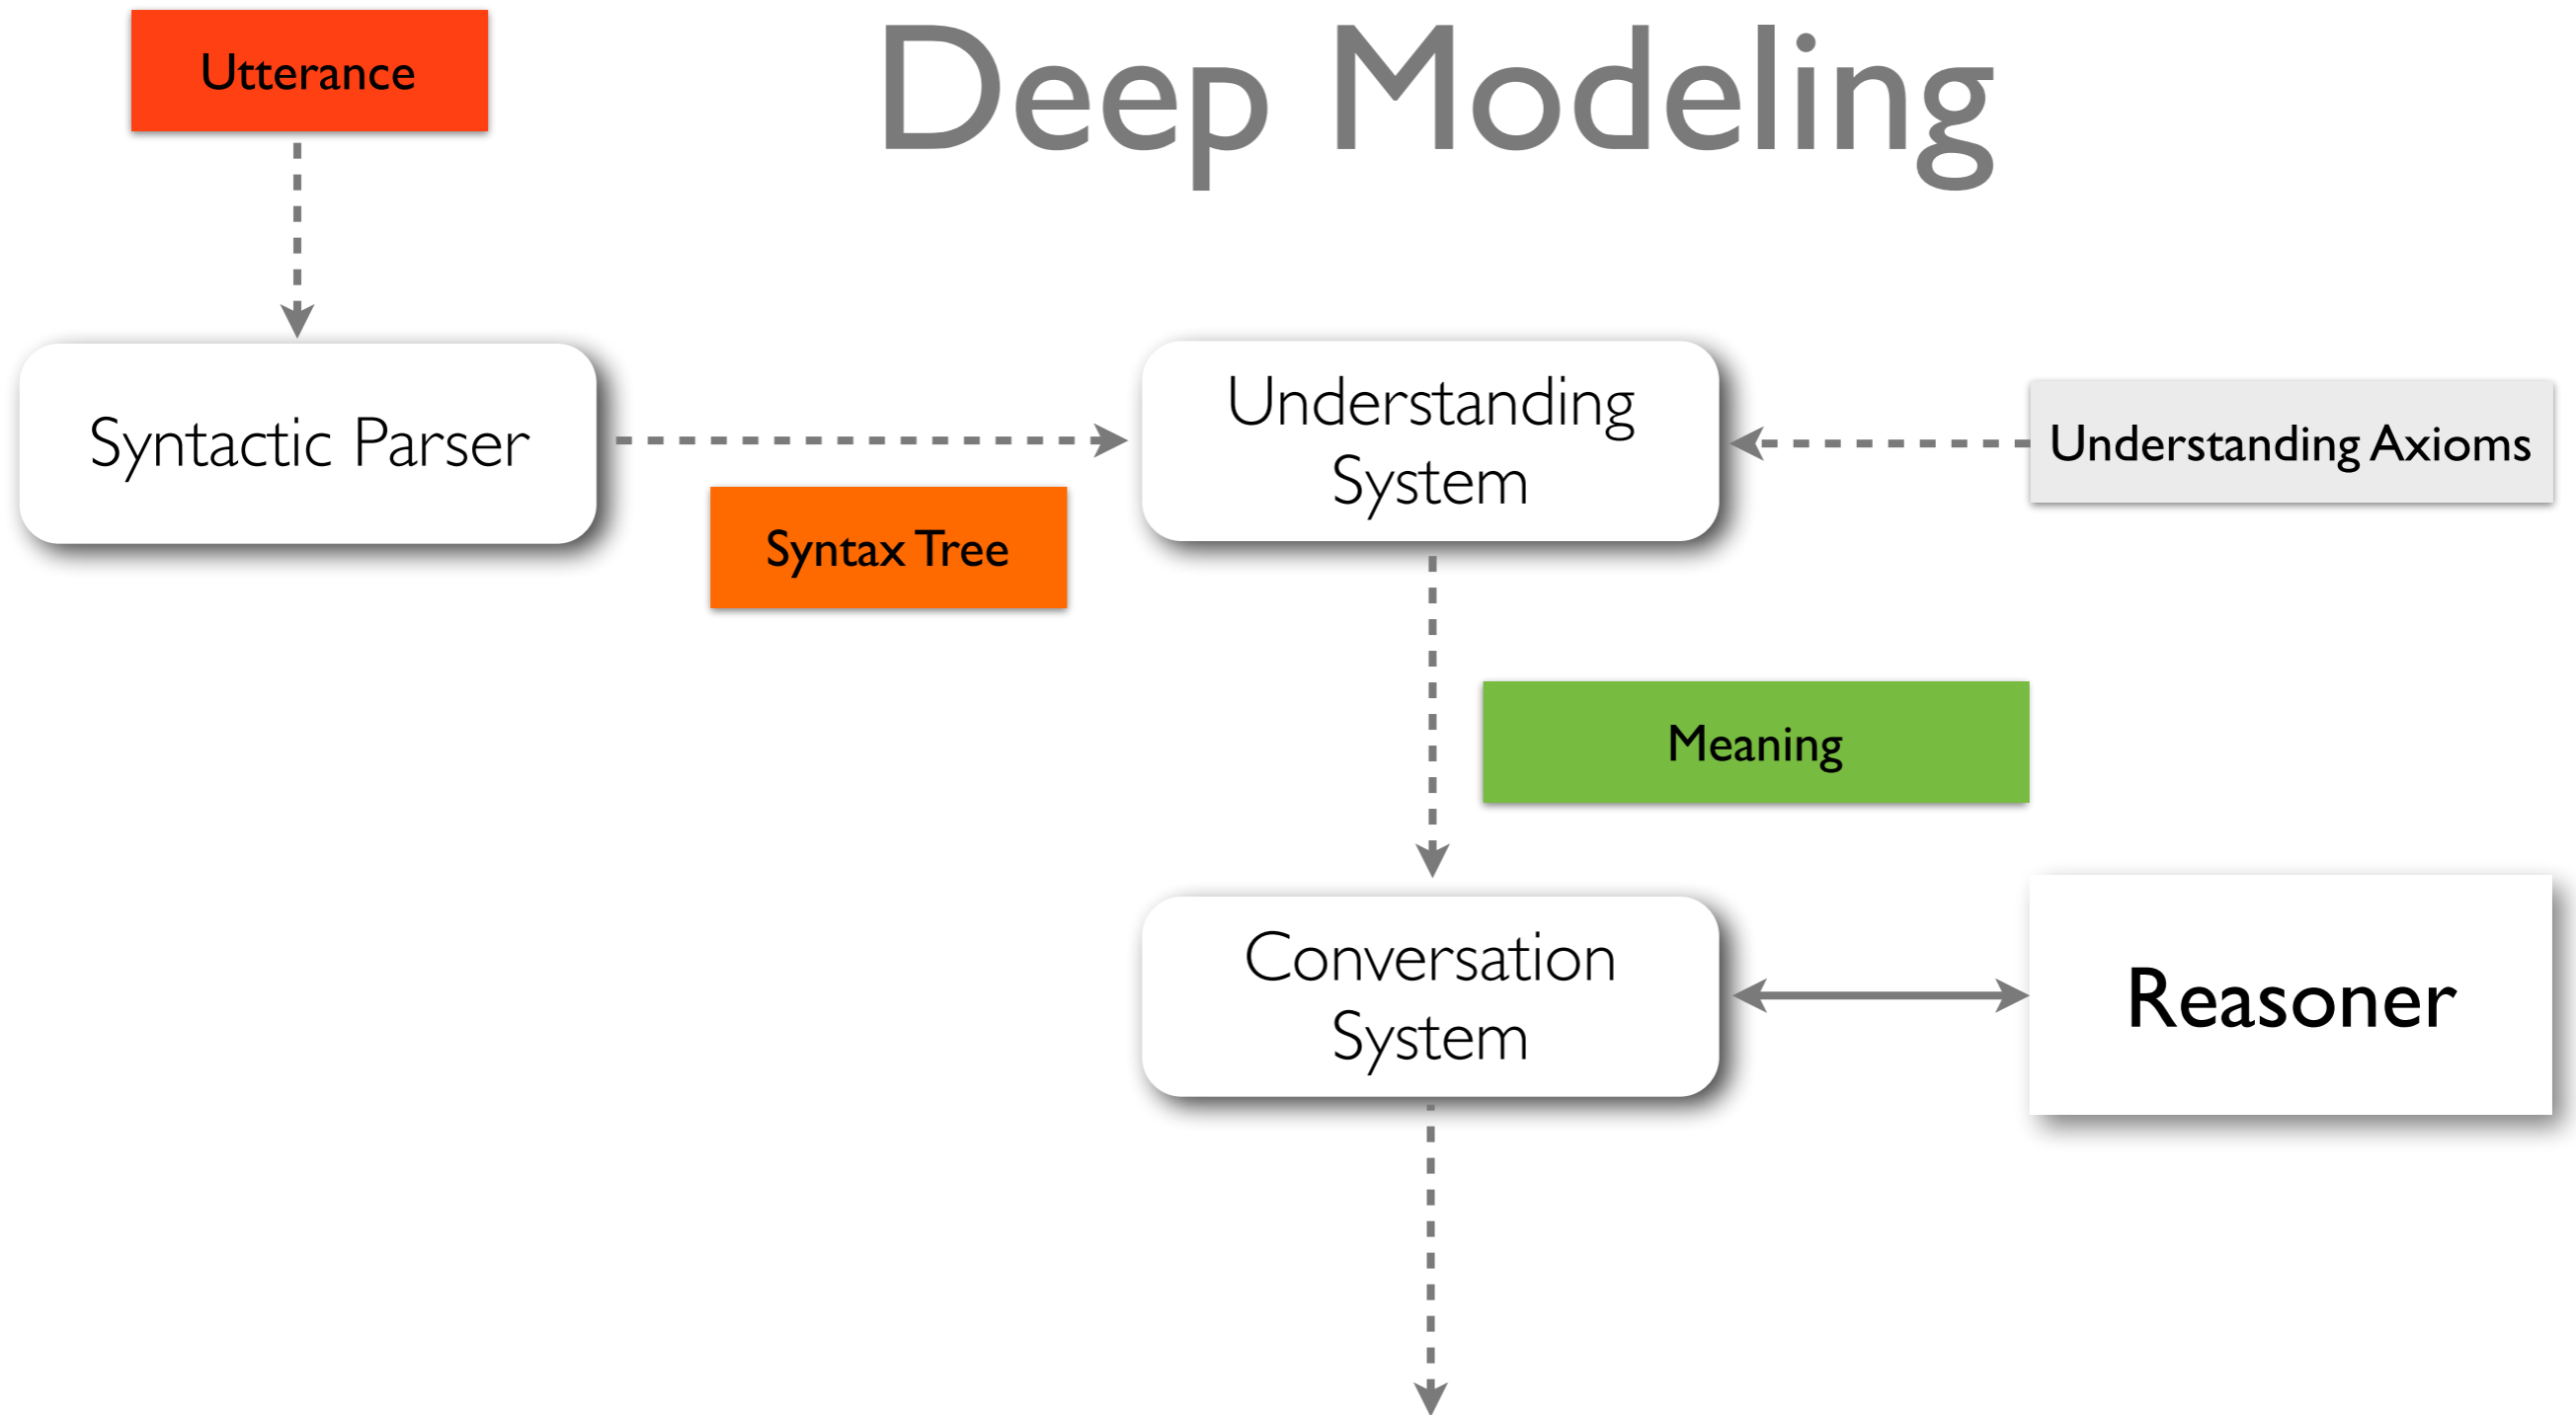 Utterance
Deep Modeling
Syntactic Parser
Understanding
System
Understanding Axioms
Syntax Tree
Meaning
Conversation
System
Reasoner